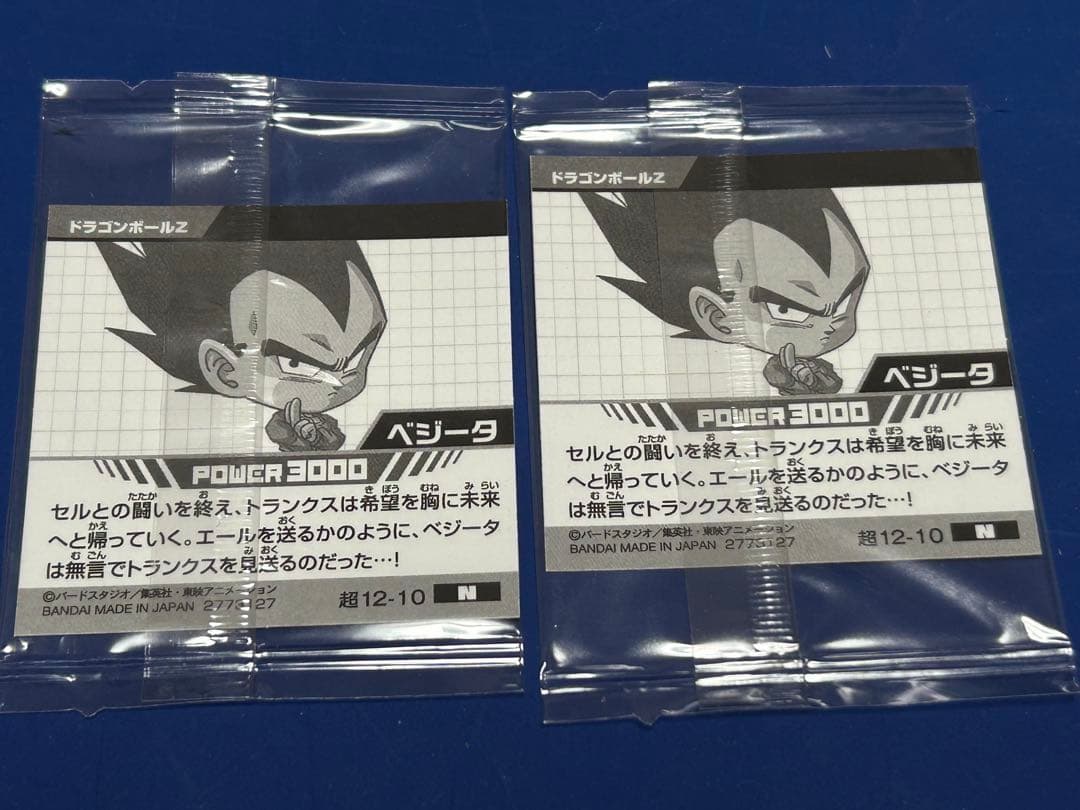 ドラゴンボールZ
ベジータ
POWER 3000
セルとの闘いを終え、トランクスは希望を胸に未来
へと帰っていく。エールを送るかのように、ベジータ
は無言でトランクスを見送るのだった…!
©バードスタジオ/集英社・東映アニメーション
BANDAI MADE IN JAPAN 2773127
超12-10 N
ドラゴンボールZ
ベジータ
POWER 3000
セルとの闘いを終え、トランクスは希望を胸に未来
へと帰っていく。エールを送るかのように、ベジータ
は無言でトランクスを見送るのだった…!
©バードスタジオ/集英社・東映アニメーション
BANDAI MADE IN JAPAN 2773127
超12-10 N